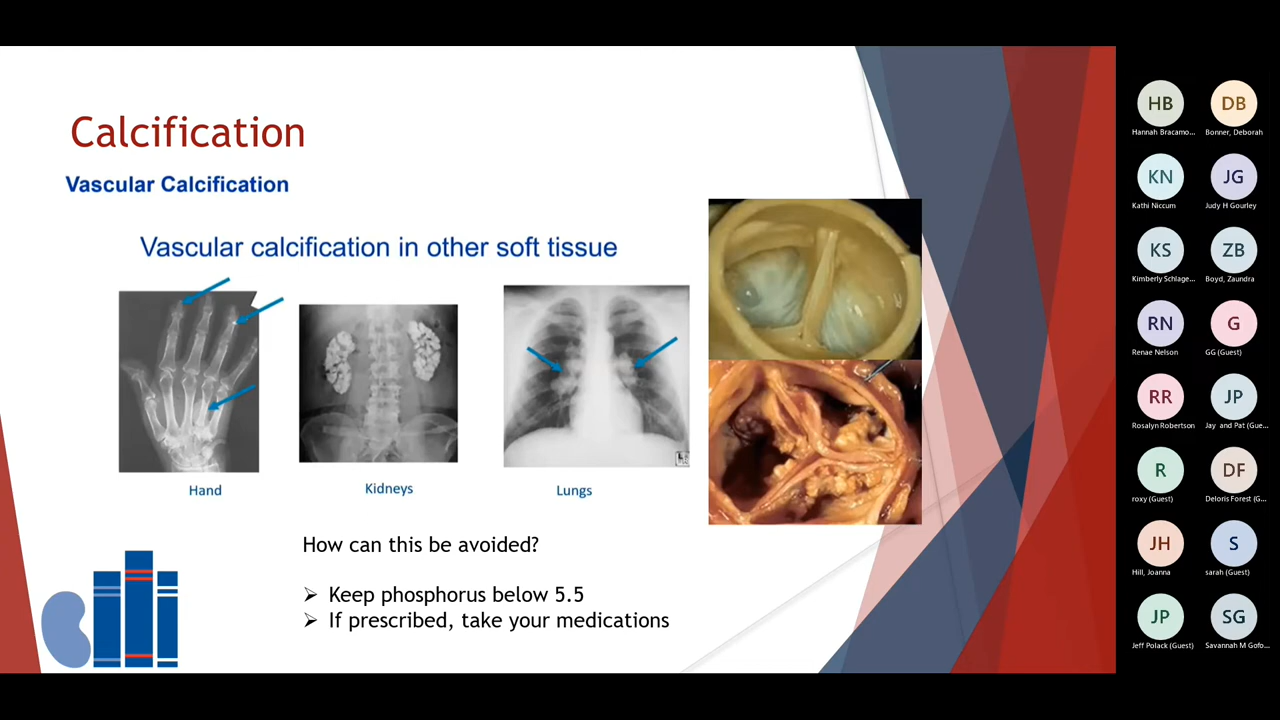 Calcification
Vascular Calcification
Vascular calcification in other soft tissue
Hand
Kidneys
Lungs
How can this be avoided?
➢ Keep phosphorus below 5.5
➢ If prescribed, take your medications
HB
DB
Hannah Bracamo...
Bonner, Deborah
KN
JG
Kathi Niccum
Judy H Gourley
KS
ZB
Kimberly Schlage...
Boyd, Zaundra
RN
G
Renae Nelson
GG (Guest)
RR
JP
Rosalyn Robertson
Jay and Pat (Gue...
R
DF
roxy (Guest)
Deloris Forest (G...
JH
S
Hill, Joanna
sarah (Guest)
JP
SG
Jeff Polack (Guest)
Savannah M Gofo...